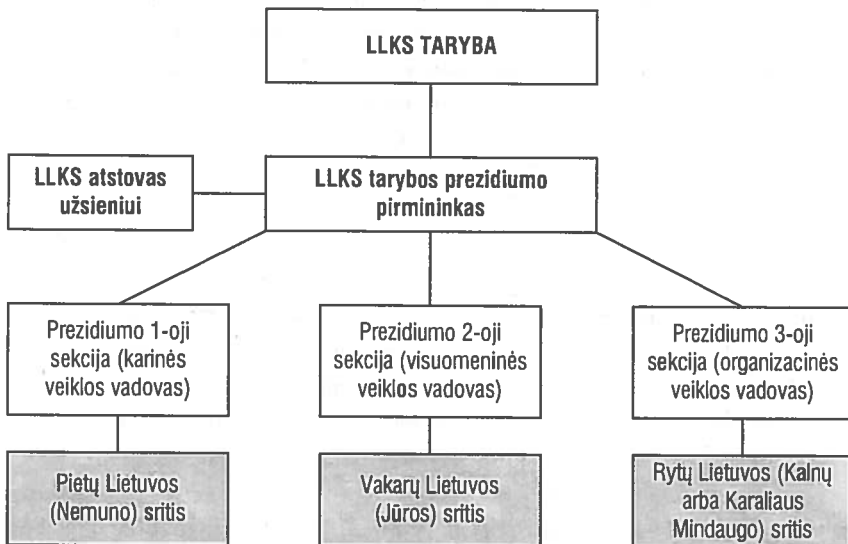 LLKS TARYBA
LLKS atstovas
užsieniui
LLKS tarybos prezidiumo
pirmininkas
Prezidiumo 1-oji
sekcija (karinės
veiklos vadovas)
Prezidiumo 2-oji
sekcija (visuomeninės
veiklos vadovas)
Prezidiumo 3-oji
sekcija (organizacinės
veiklos vadovas)
Pietų Lietuvos
(Nemuno) sritis
Vakarų Lietuvos
(Jūros) sritis
Rytų Lietuvos (Kalnų
arba Karaliaus
Mindaugo) sritis